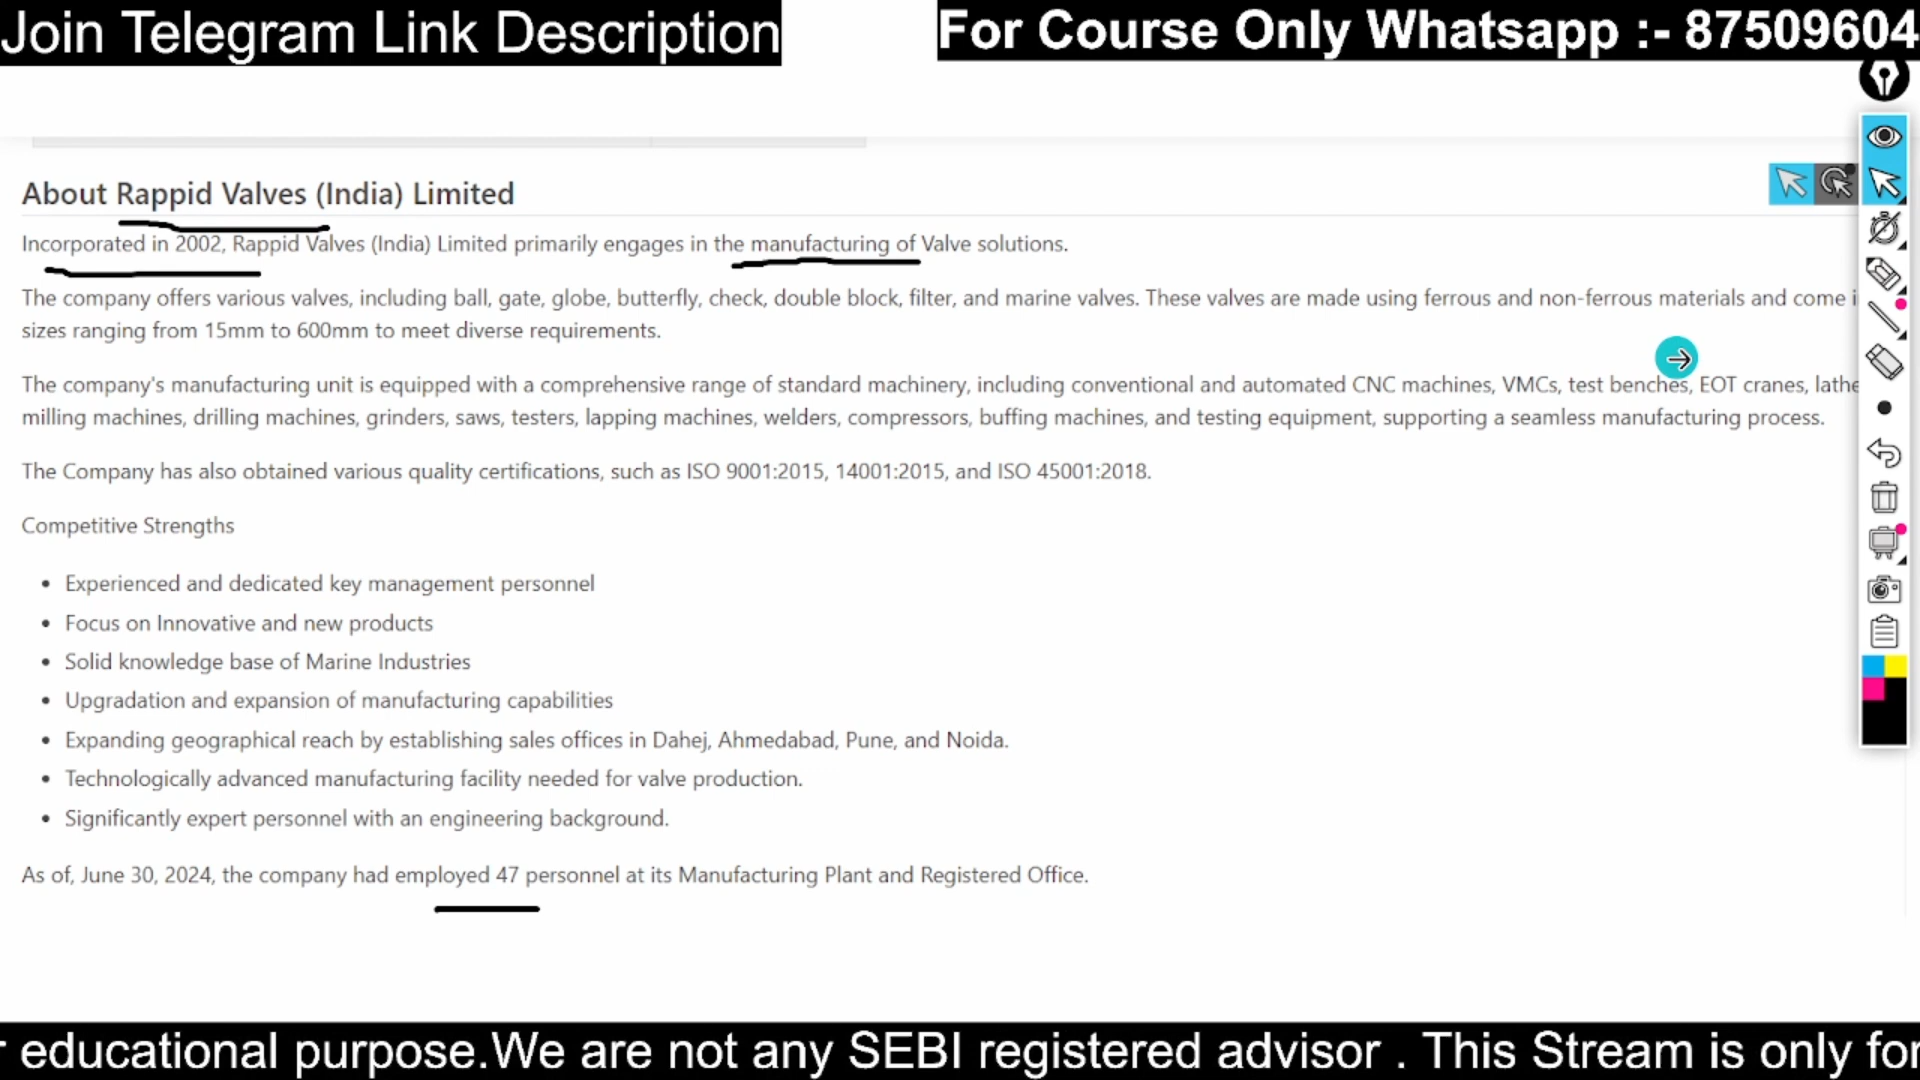 Join Telegram Link Description
For Course Only Whatsapp :- 87509604
About Rappid Valves (India) Limited
Incorporated in 2002, Rappid Valves (India) Limited primarily engages in the manufacturing of Valve solutions.
The company offers various valves, including ball, gate, globe, butterfly, check, double block, filter, and marine valves. These valves are made using ferrous and non-ferrous materials and come
sizes ranging from 15mm to 600mm to meet diverse requirements.
The company's manufacturing unit is equipped with a comprehensive range of standard machinery, including conventional and automated CNC machines, VMCs, test benches, EOT cranes, lathe
milling machines, drilling machines, grinders, saws, testers, lapping machines, welders, compressors, buffing machines, and testing equipment, supporting a seamless manufacturing process.
The Company has also obtained various quality certifications, such as ISO 9001:2015, 14001:2015, and ISO 45001:2018.
Competitive Strengths
• Experienced and dedicated key management personnel
• Focus on Innovative and new products
• Solid knowledge base of Marine Industries
• Upgradation and expansion of manufacturing capabilities
• Expanding geographical reach by establishing sales offices in Dahej, Ahmedabad, Pune, and Noida.
• Technologically advanced manufacturing facility needed for valve production.
• Significantly expert personnel with an engineering background.
As of, June 30, 2024, the company had employed 47 personnel at its Manufacturing Plant and Registered Office.
educational purpose.We are not any SEBI registered advisor . This Stream is only for